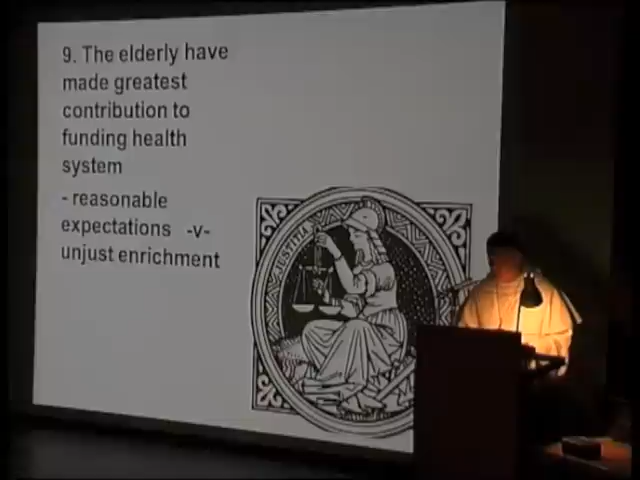 9. The elderly have
made greatest
contribution to
funding health
system
- reasonable
expectations -v-
unjust enrichment
JUSTITIA